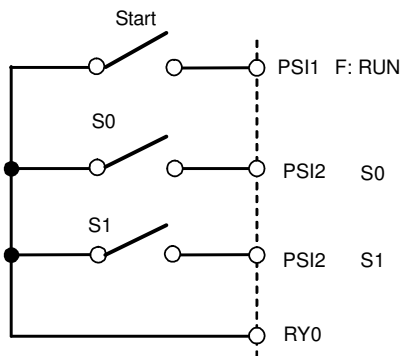 Start
PSI1 F: RUN
S0
PSI2 S0
S1
PSI2 S1
RY0